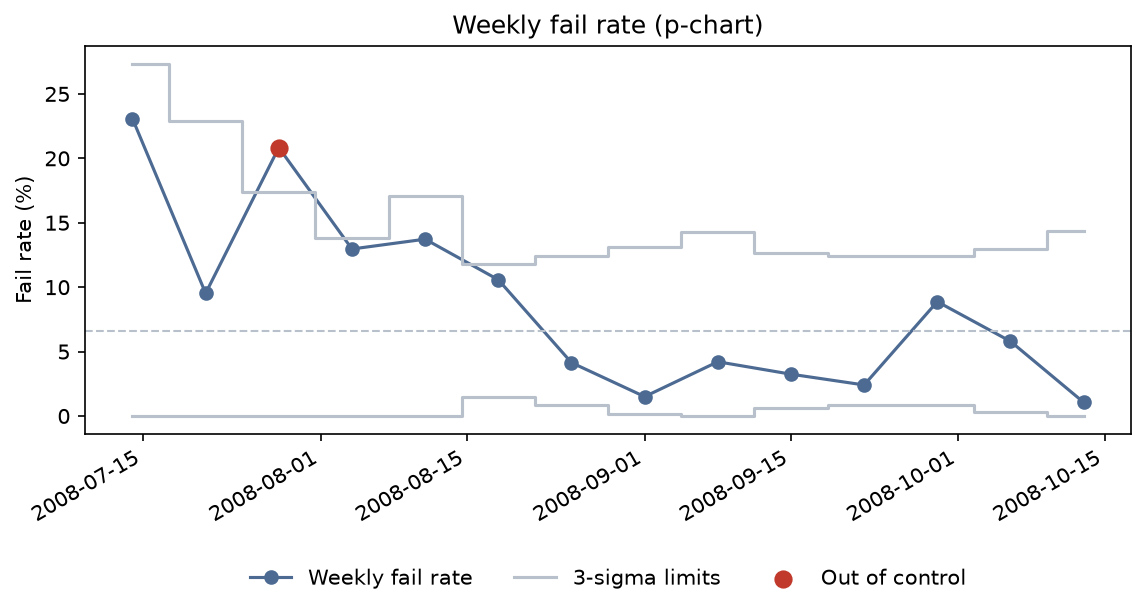 Weekly fail rate (p-chart)
Fail rate (%)
25
20
15
10
5
0
2008-07-15
2008-08-01
2008-08-15
2008-09-01
2008-09-15
2008-10-01
2008-10-15
Weekly fail rate
3-sigma limits
Out of control